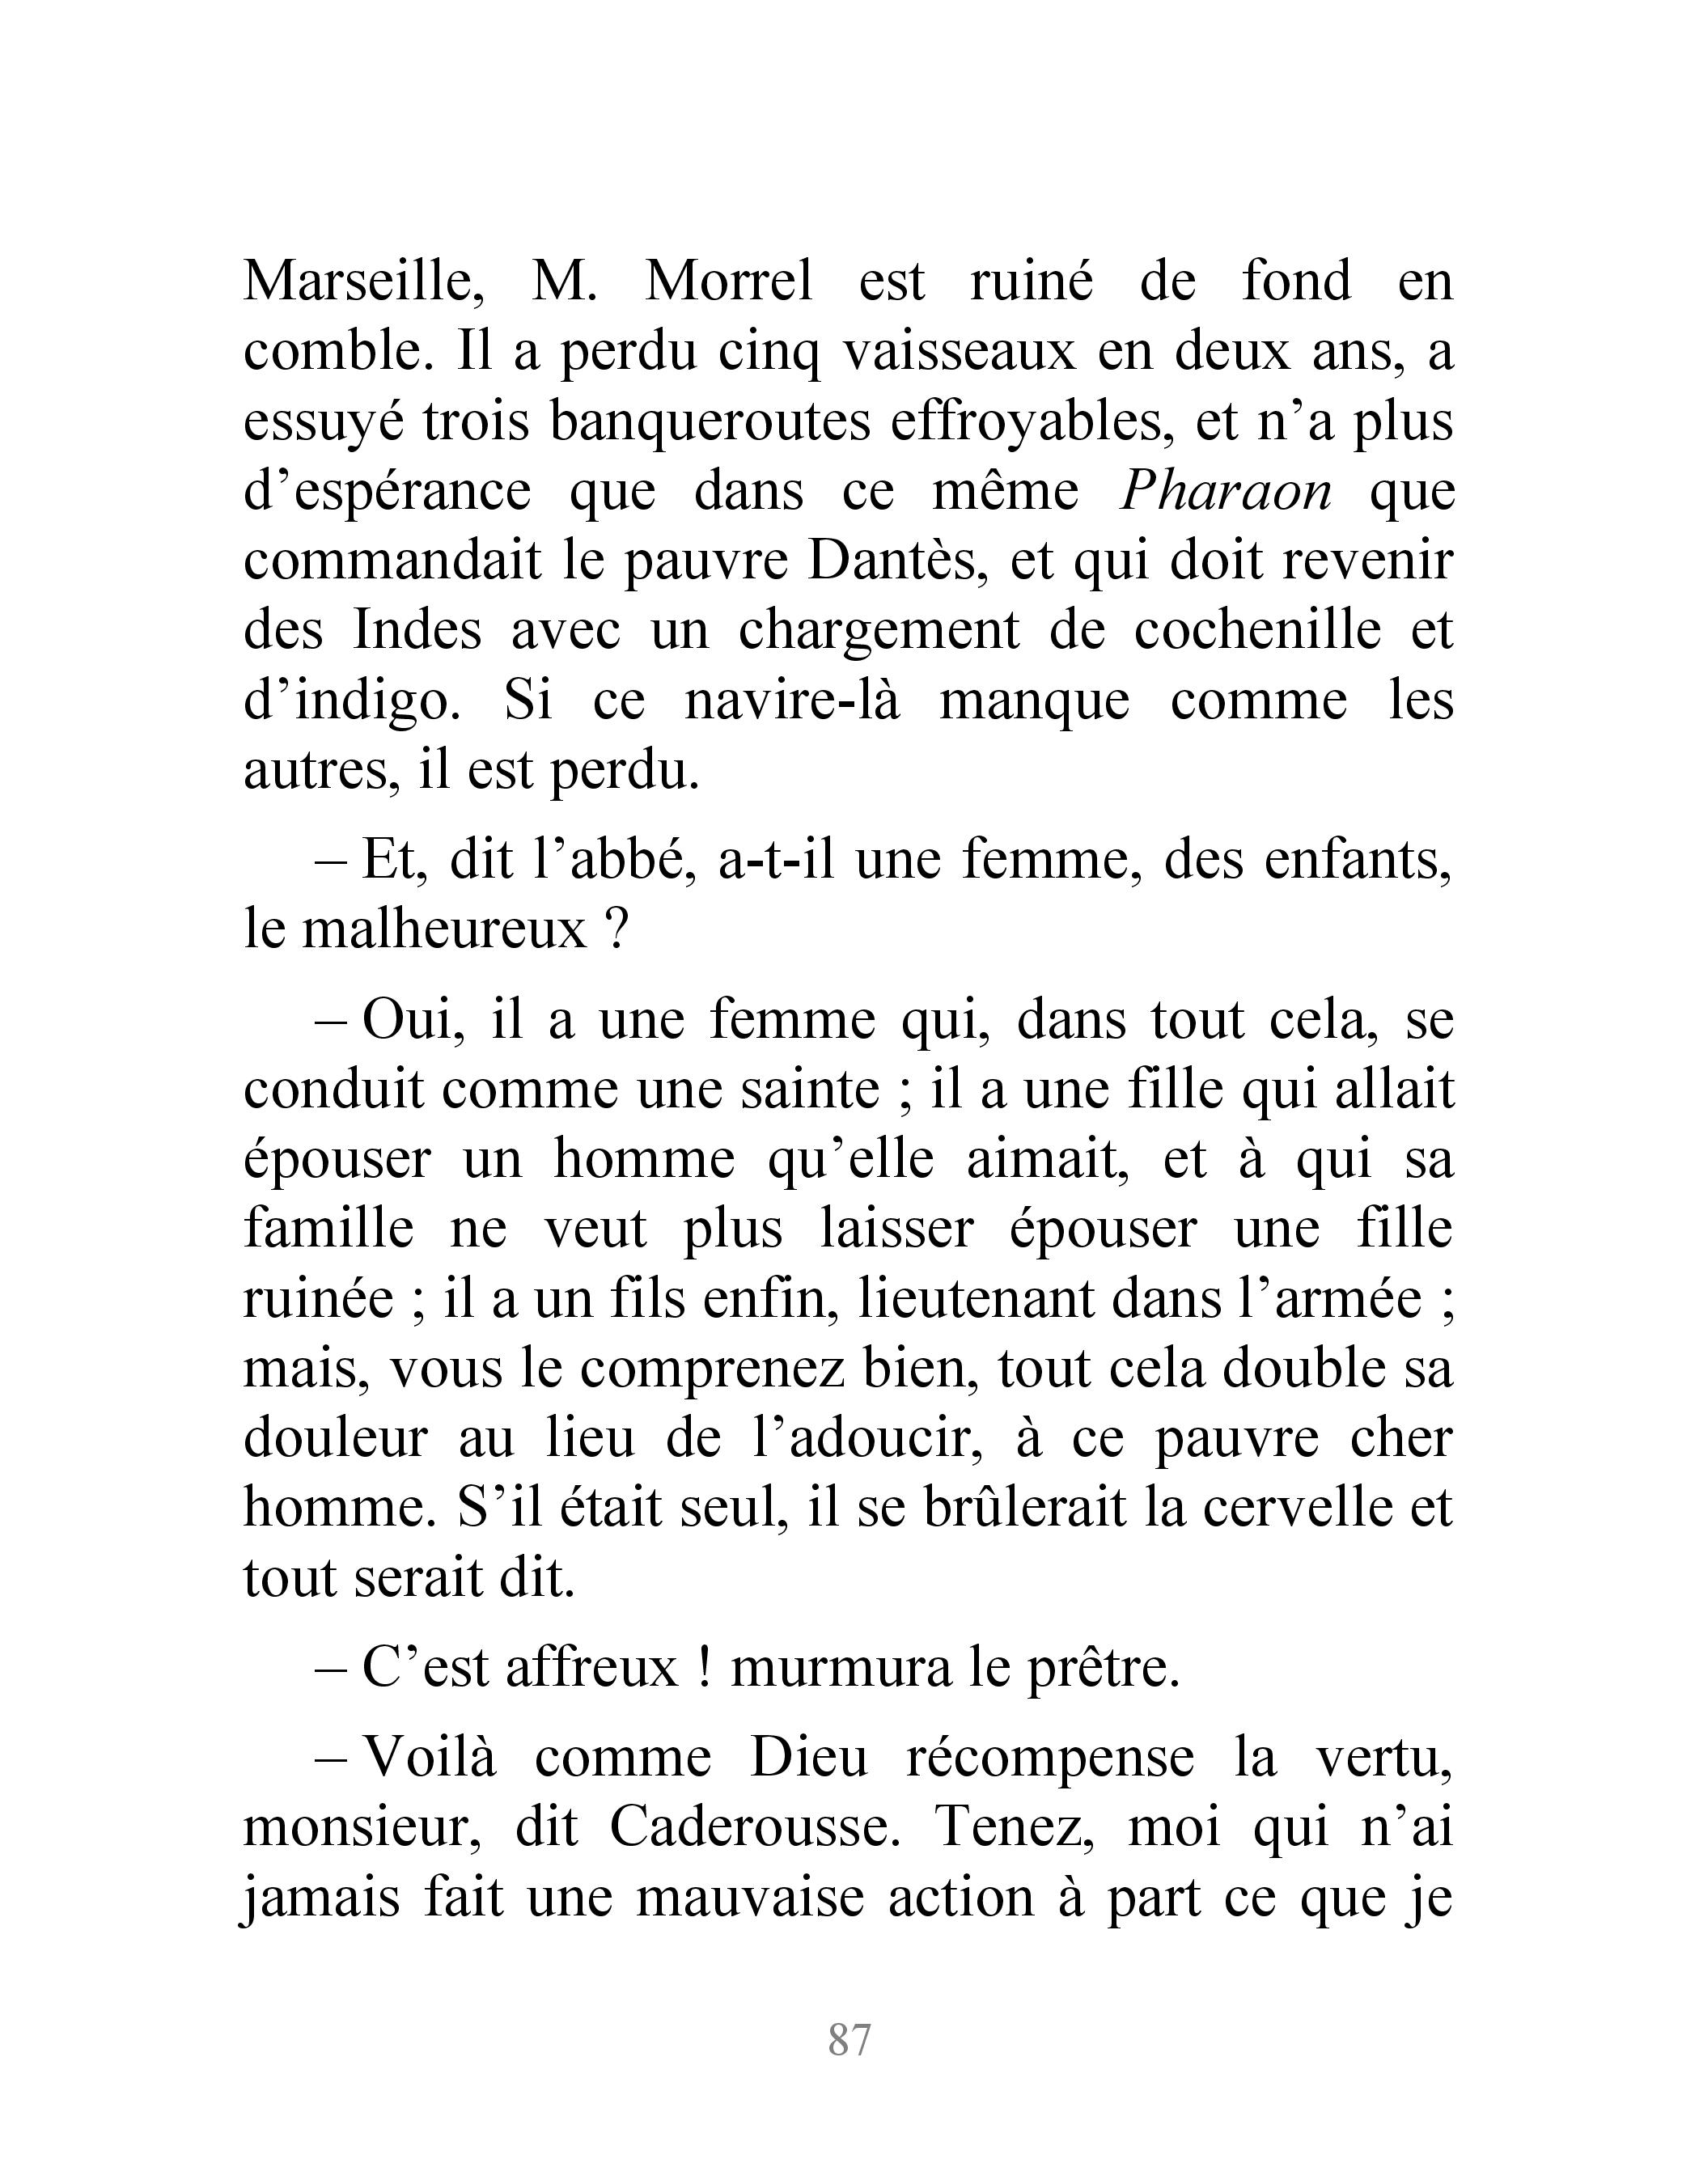 Marseille, M. Morrel est ruiné de fond en
comble. Il a perdu cinq vaisseaux en deux ans, a
essuyé trois banqueroutes effroyables, et n’a plus
d’espérance que dans ce même Pharaon que
commandait le pauvre Dantès, et qui doit revenir
des Indes avec un chargement de cochenille et
d’indigo. Si ce navire-là manque comme les
autres, il est perdu.
– Et, dit l’abbé, a-t-il une femme, des enfants,
le malheureux ?
– Oui, il a une femme qui, dans tout cela, se
conduit comme une sainte ; il a une fille qui allait
épouser un homme qu’elle aimait, et à qui sa
famille ne veut plus laisser épouser une fille
ruinée ; il a un fils enfin, lieutenant dans l’armée ;
mais, vous le comprenez bien, tout cela double sa
douleur au lieu de l’adoucir, à ce pauvre cher
homme. S’il était seul, il se brûlerait la cervelle et
tout serait dit.
– C’est affreux ! murmura le prêtre.
– Voilà comme Dieu récompense la vertu,
monsieur, dit Caderousse. Tenez, moi qui n’ai
jamais fait une mauvaise action à part ce que je
87